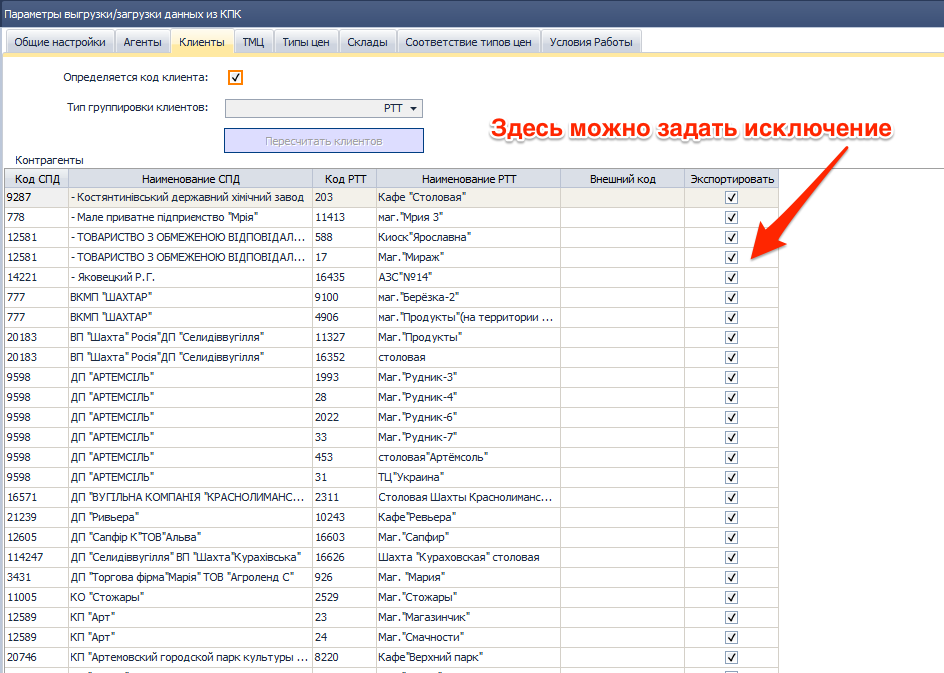 Параметры выгрузки/загрузки данных из КПК
Общие настройки Агенты Клиенты ТМЦ Типы цен Склады Соответствие типов цен Условия Работы
Определяется код клиента:
Тип группировки клиентов: РТТ
Здесь можно задать исключение
Пересчитать клиентов
Контрагенты
Код СПД Наименование СПД Код РТТ Наименование РТТ Внешний код Экспортировать
9287 - Костянтинівський державний хімічний завод 203 Кафе "Столовая"
778 - Мале приватне підприємство "Мрія" 11413 маг."Мрия 3"
12581 - ТОВАРИСТВО З ОБМЕЖЕНОЮ ВІДПОВІДАЛ... 588 Киоск"Ярославна"
12581 - ТОВАРИСТВО З ОБМЕЖЕНОЮ ВІДПОВІДАЛ... 17 Маг."Мираж"
14221 - Яковецкий Р.Г. 16435 АЗС"№14"
777 ВКМП "ШАХТАР" 9100 маг."Берёзка-2"
777 ВКМП "ШАХТАР" 4906 маг."Продукты"(на территории ...
20183 ВП "Шахта" Росія"ДП "Селидіввугілля" 11327 Маг."Продукты"
20183 ВП "Шахта" Росія"ДП "Селидіввугілля" 16352 столовая
9598 ДП "АРТЕМСІЛЬ" 1993 Маг."Рудник-3"
9598 ДП "АРТЕМСІЛЬ" 28 Маг."Рудник-4"
9598 ДП "АРТЕМСІЛЬ" 2022 Маг."Рудник-6"
9598 ДП "АРТЕМСІЛЬ" 33 Маг."Рудник-7"
9598 ДП "АРТЕМСІЛЬ" 453 столовая"Артёмсоль"
9598 ДП "АРТЕМСІЛЬ" 31 ТЦ"Украина"
16571 ДП "ВУГІЛЬНА КОМПАНІЯ "КРАСНОЛИМАНС... 2311 Столовая Шахты Краснолиманс...
21239 ДП "Ривьера" 10243 Кафе"Ревьера"
12605 ДП "Сапфір К"ТОВ"Альва" 16603 Маг."Сапфир"
114247 ДП "Селидіввугілля" ВП "Шахта"Курахівська" 16626 Шахта "Кураховская" столовая
3431 ДП "Торгова фірма"Марія" ТОВ "Агроленд С" 926 Маг. "Мария"
11005 КО "Стожары" 2529 Маг."Стожары"
12589 КП "Арт" 23 Маг."Магазинчик"
12589 КП "Арт" 24 Маг."Смачности"
20746 КП "Артемовский городской парк культуры ... 8220 Кафе"Верхний парк"